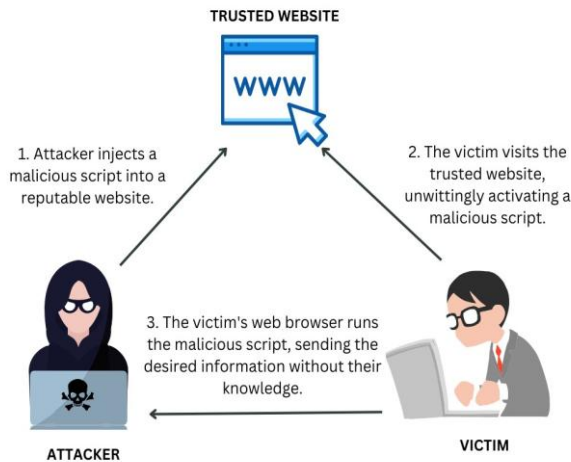 TRUSTED WEBSITE
WWW
1. Attacker injects a
malicious script into a
reputable website.
2. The victim visits the
trusted website,
unwittingly activating a
malicious script.
3. The victim's web browser runs
the malicious script, sending the
desired information without their
knowledge.
ATTACKER
VICTIM